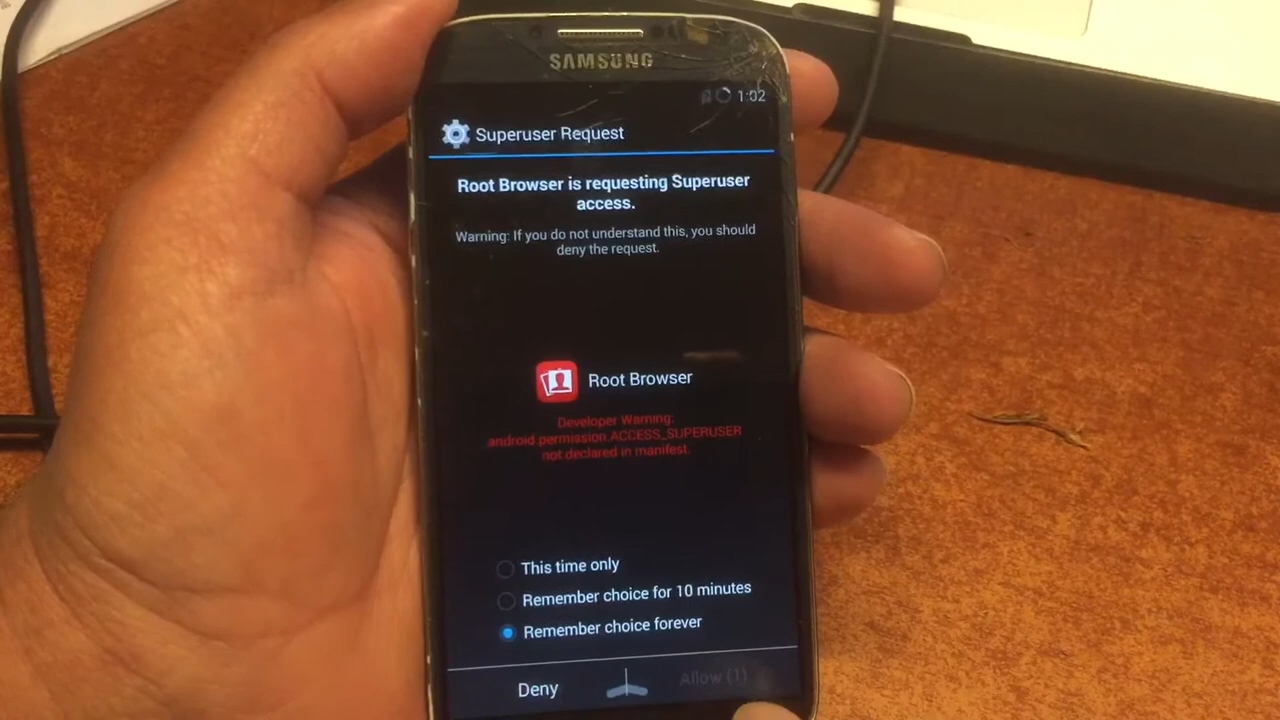 SAMSUNG
1:02
Superuser Request
Root Browser is requesting Superuser
access.
Warning: If you do not understand this, you should
deny the request.
Root Browser
Developer Warning:
android.permission.ACCESS_SUPERUSER
not declared in manifest.
This time only
Remember choice for 10 minutes
Remember choice forever
Deny
Allow (1)